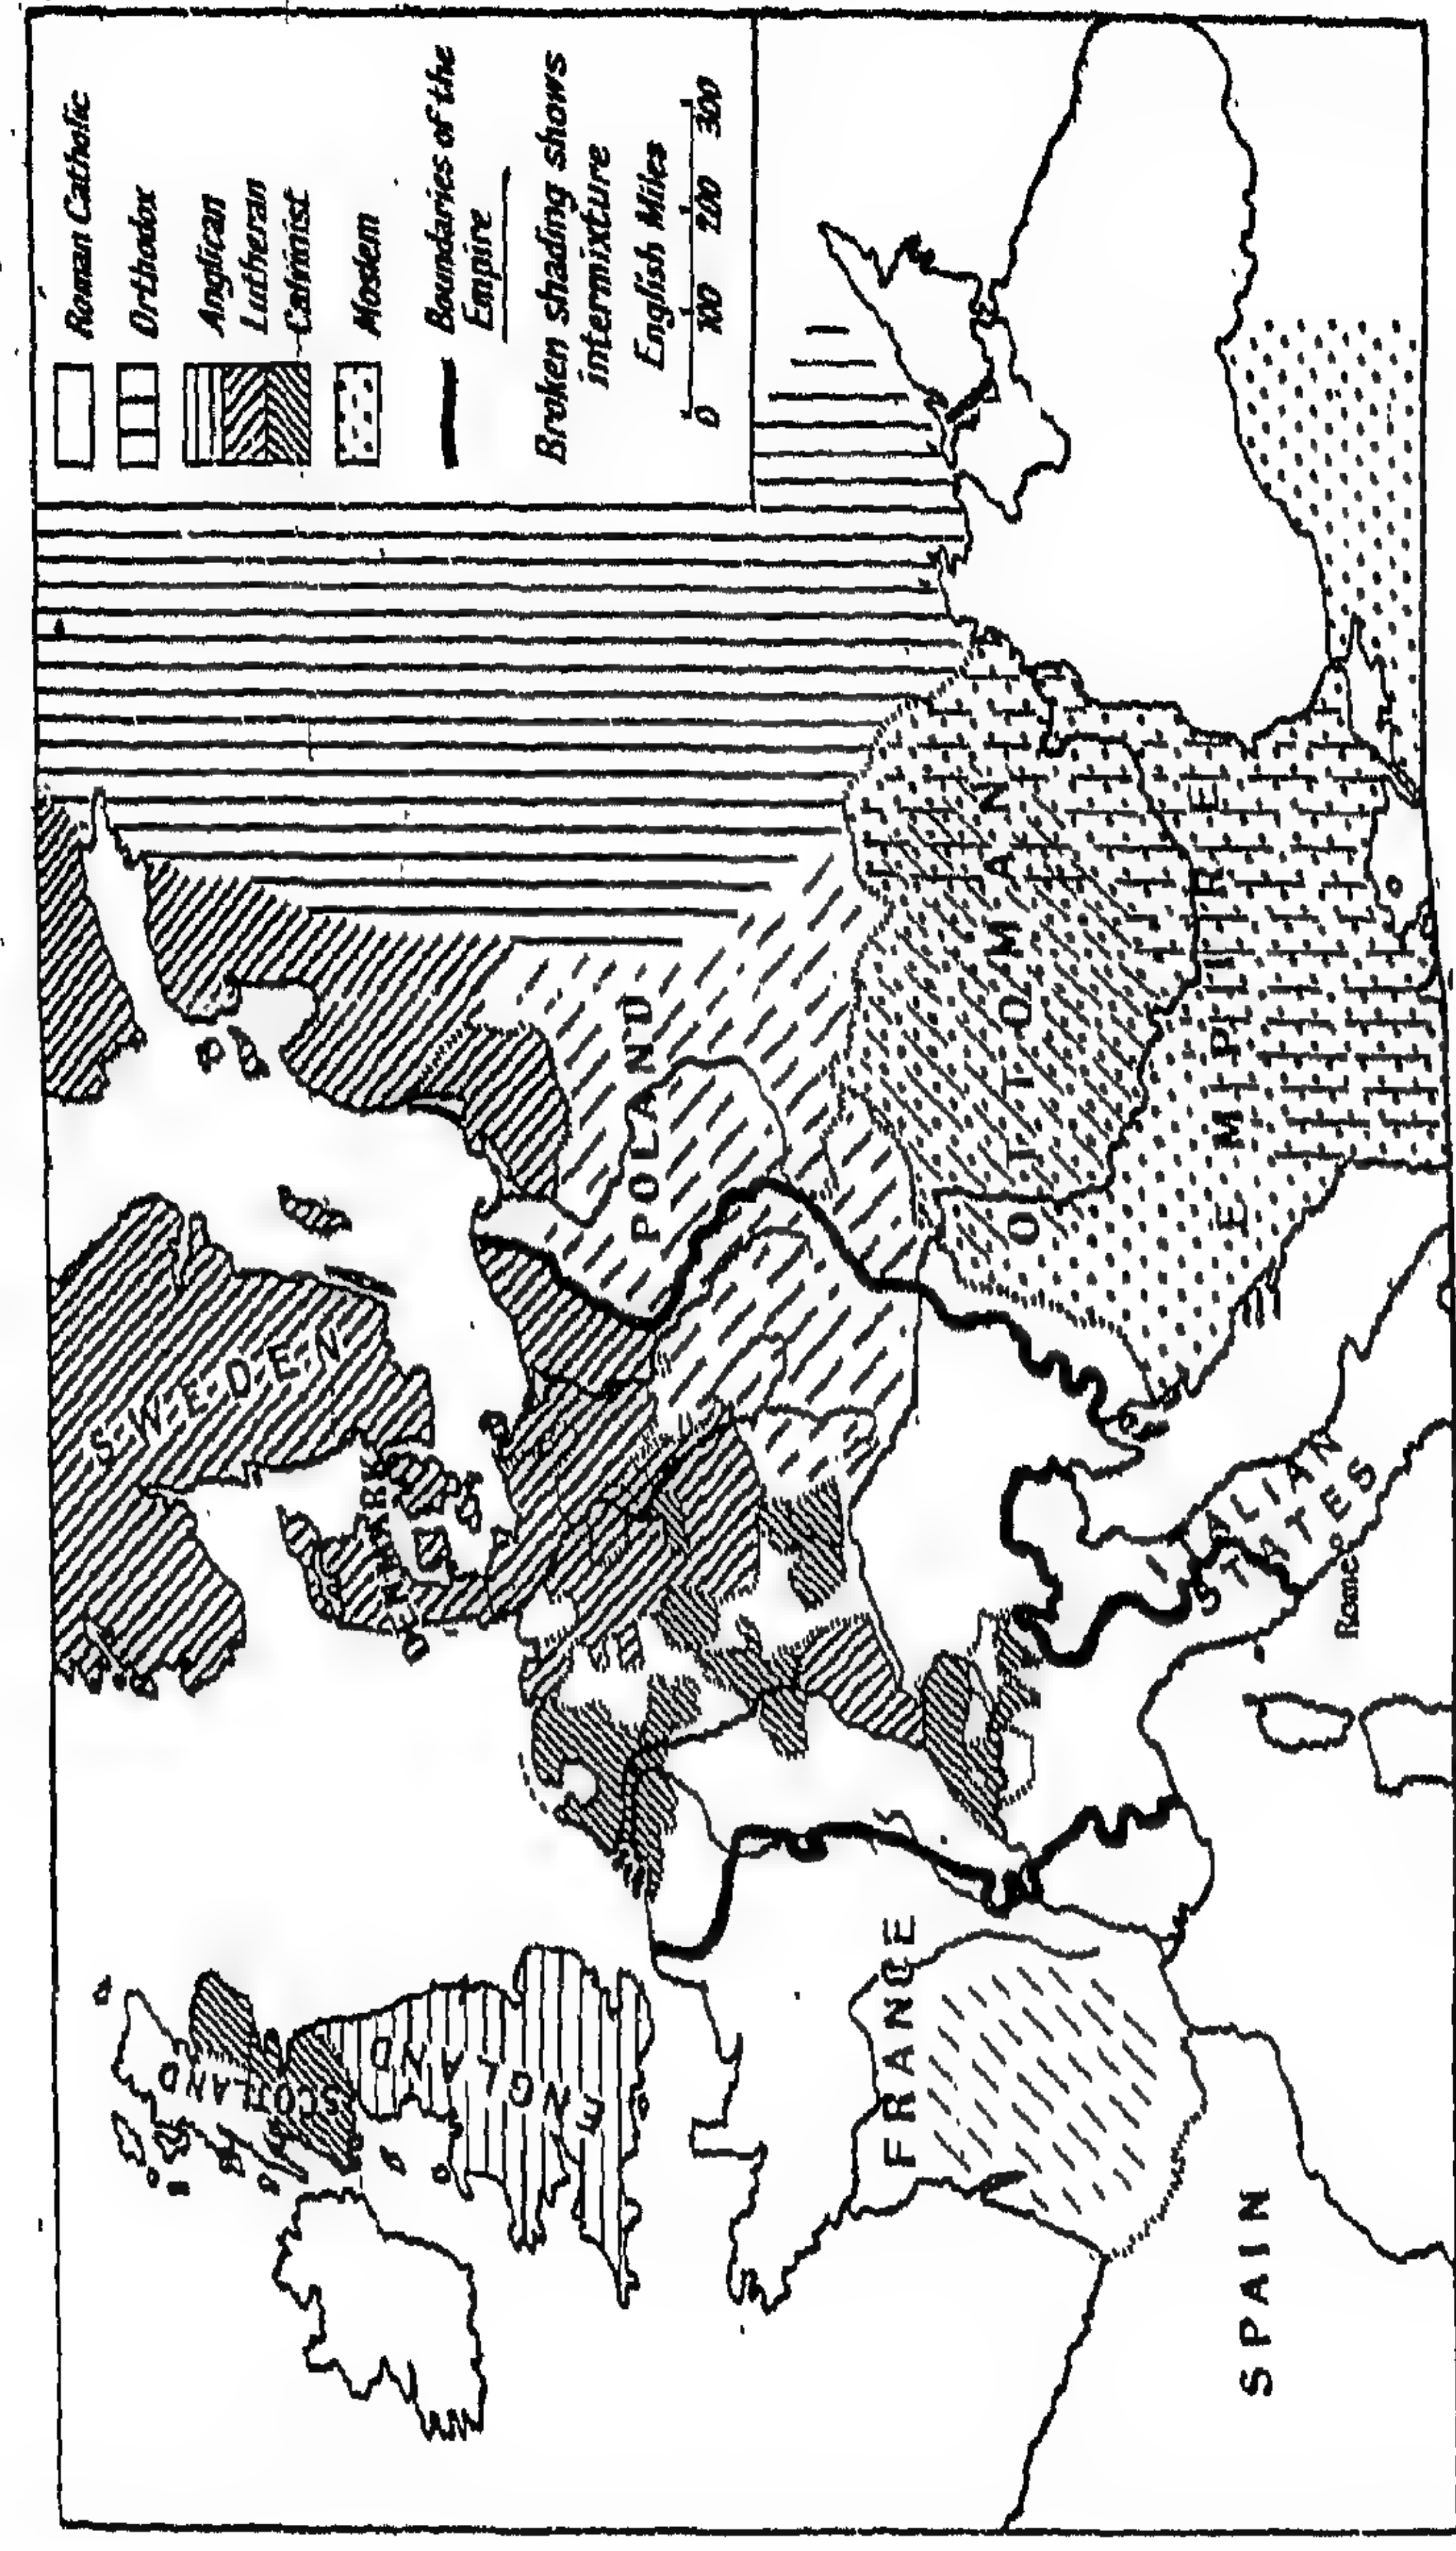 Roman Catholic
Orthodox
Anglican
Lutheran
Calvinist
Moslem
Boundaries of the
Empire
Broken shading shows
intermixture
English Miles
0 100 200 300
SWEDEN
DENMARK
SCOTLAND
ENGLAND
POLAND
FRANCE
OTTOMAN
EMPIRE
ITALIAN
STATES
Rome
SPAIN